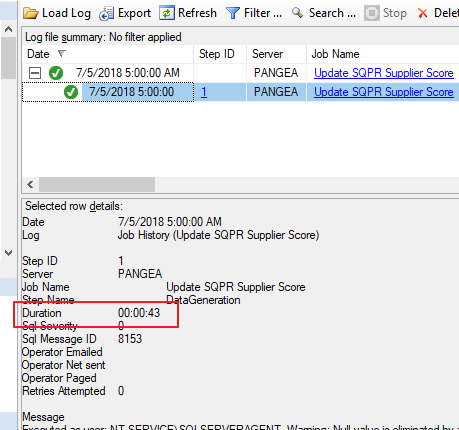 Load Log Export Refresh Filter ... Search ... Stop Delete
Log file summary: No filter applied
Date Step ID Server Job Name
7/5/2018 5:00:00 AM PANGEA Update SQPR Supplier Score
7/5/2018 5:00:00 1 PANGEA Update SQPR Supplier Score
Selected row details:
Date 7/5/2018 5:00:00 AM
Log Job History (Update SQPR Supplier Score)
Step ID 1
Server PANGEA
Job Name Update SQPR Supplier Score
Step Name DataGeneration
Duration 00:00:43
Sql Severity 0
Sql Message ID 8153
Operator Emailed
Operator Net sent
Operator Paged
Retries Attempted 0
Message
Executed as user: NT SERVICE\SQLSERVERAGENT. Warning: Null value is eliminated by